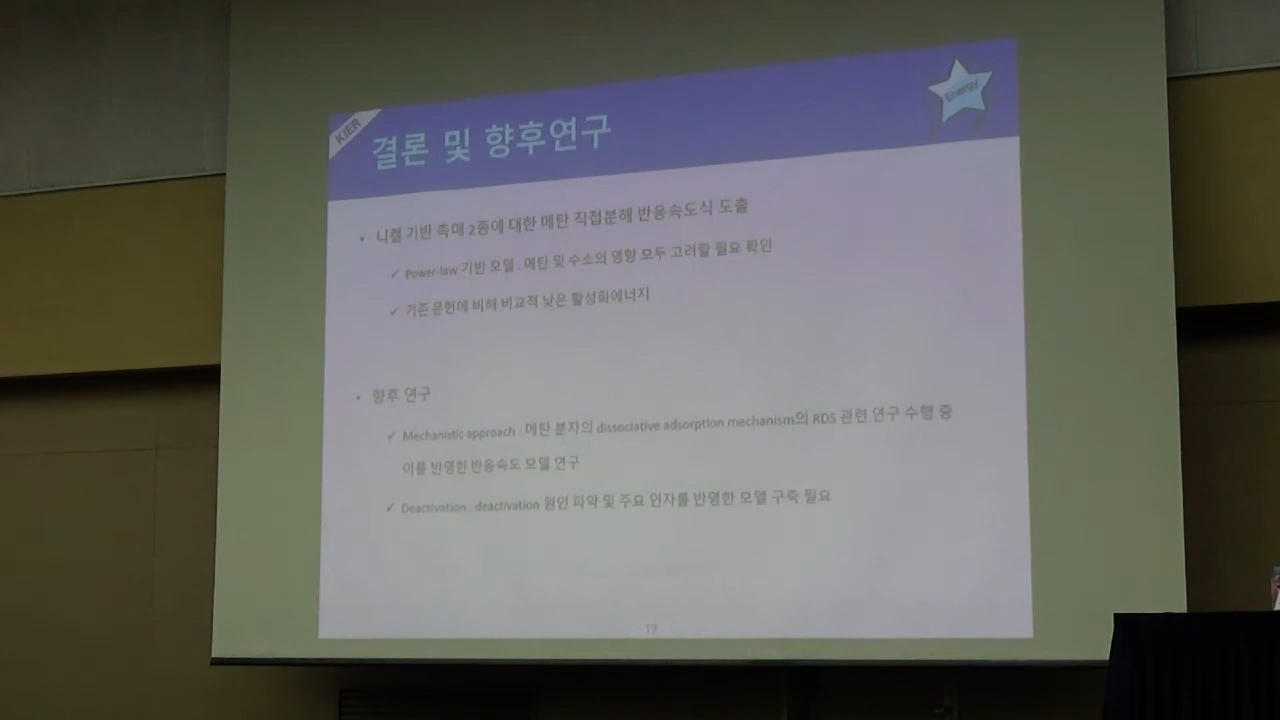 KIER
결론 및 향후연구
Energy
• 니켈 기반 촉매 2종에 대한 메탄 직접분해 반응속도식 도출
✓ Power-law 기반 모델 : 메탄 및 수소의 영향 모두 고려할 필요 확인
✓ 기존 문헌에 비해 비교적 낮은 활성화에너지
• 향후 연구
✓ Mechanistic approach : 메탄 분자의 dissociative adsorption mechanism의 RDS 관련 연구 수행 중
이를 반영한 반응속도 모델 연구
✓ Deactivation : deactivation 원인 파악 및 주요 인자를 반영한 모델 구축 필요
17